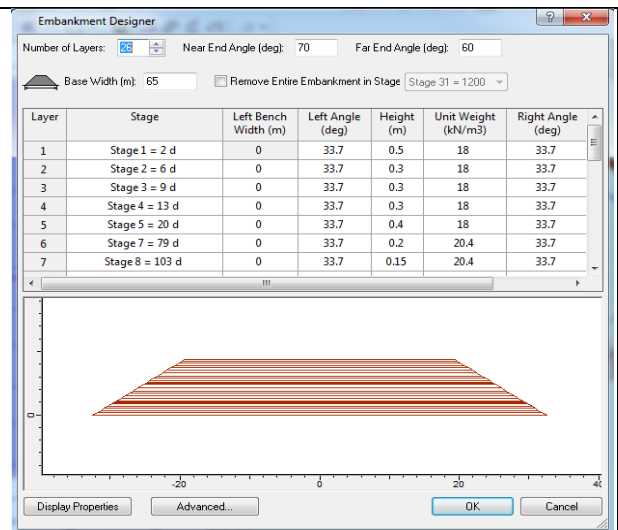 Embankment Designer
Number of Layers: 26 Near End Angle (deg): 70 Far End Angle (deg): 60
Base Width (m): 65 Remove Entire Embankment in Stage Stage 31 = 1200
Layer Stage Left Bench Width (m) Left Angle (deg) Height (m) Unit Weight (kN/m3) Right Angle (deg)
1 Stage 1 = 2 d 0 33.7 0.5 18 33.7
2 Stage 2 = 6 d 0 33.7 0.3 18 33.7
3 Stage 3 = 9 d 0 33.7 0.3 18 33.7
4 Stage 4 = 13 d 0 33.7 0.3 18 33.7
5 Stage 5 = 20 d 0 33.7 0.4 18 33.7
6 Stage 7 = 79 d 0 33.7 0.2 20.4 33.7
7 Stage 8 = 103 d 0 33.7 0.15 20.4 33.7
0
-20 0 20 40
Display Properties Advanced... OK Cancel